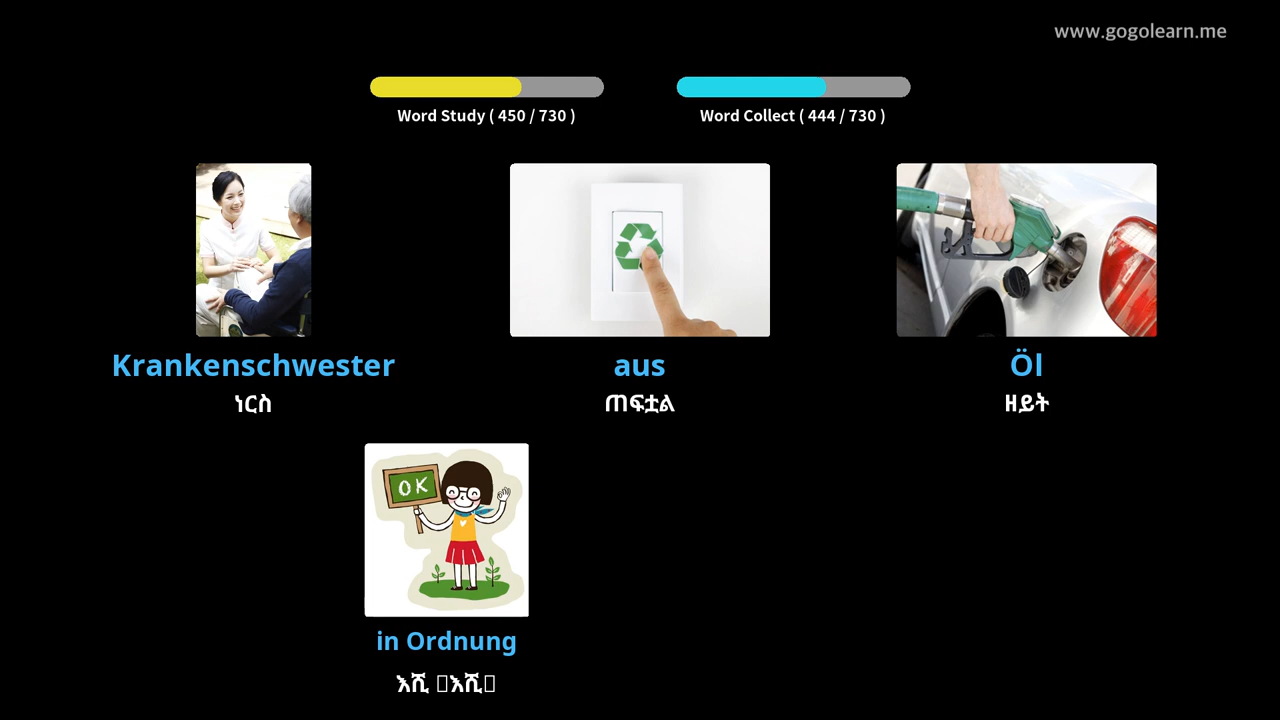 www.gogolearn.me
Word Study ( 450 / 730 )
Word Collect ( 444 / 730 )
Krankenschwester
aus
Öl
ነርስ
ጠፍቷል
ዘይት
OK
in Ordnung
እሺ እሺ